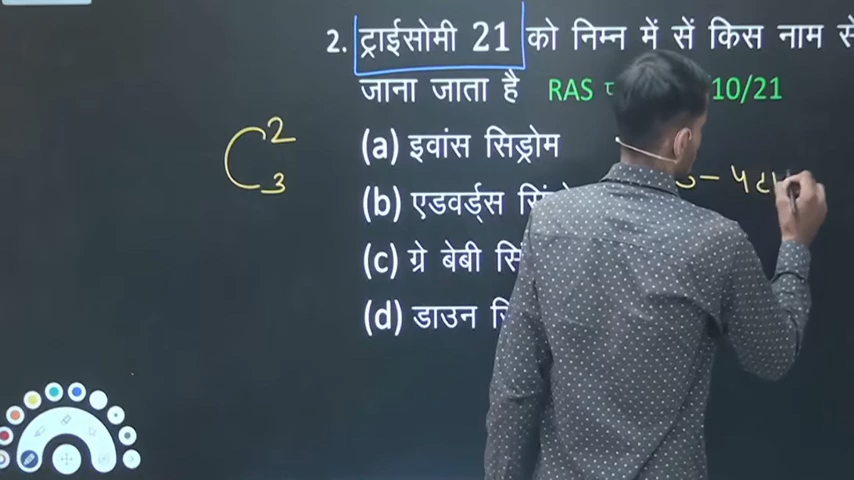 2. ट्राईसोमी 21 को निम्न में सें किस नाम से
जाना जाता है RAS 10/21
(a) इवांस सिड्रोम
(b) एडवर्ड्स
(c) ग्रे बेबी
(d) डाउन
C 2
3